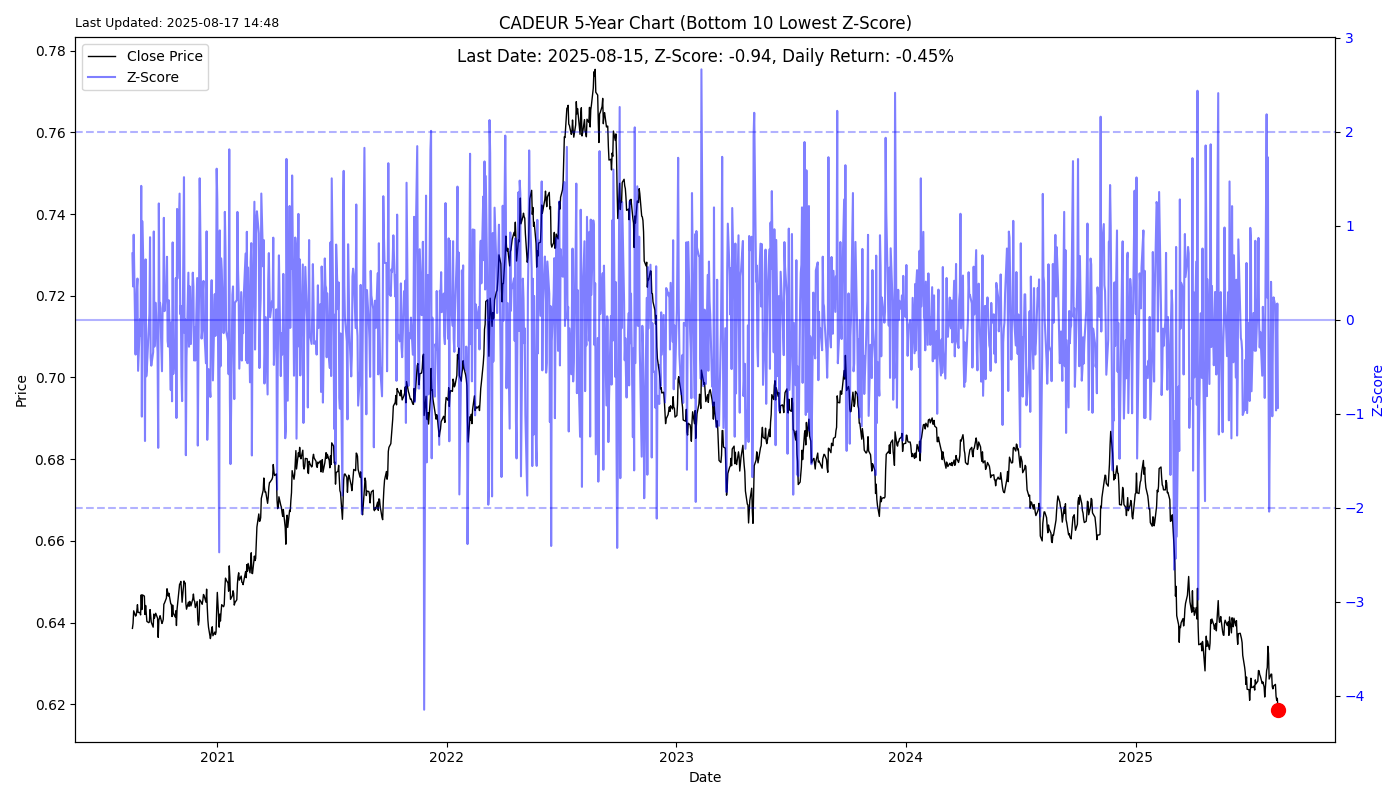 Last Updated: 2025-08-17 14:48
CADEUR 5-Year Chart (Bottom 10 Lowest Z-Score)
Last Date: 2025-08-15, Z-Score: -0.94, Daily Return: -0.45%
Close Price
Z-Score
0.78
0.76
0.74
0.72
0.70
0.68
0.66
0.64
0.62
Price
3
2
1
0
−1
−2
−3
−4
Z-Score
2021
2022
2023
2024
2025
Date